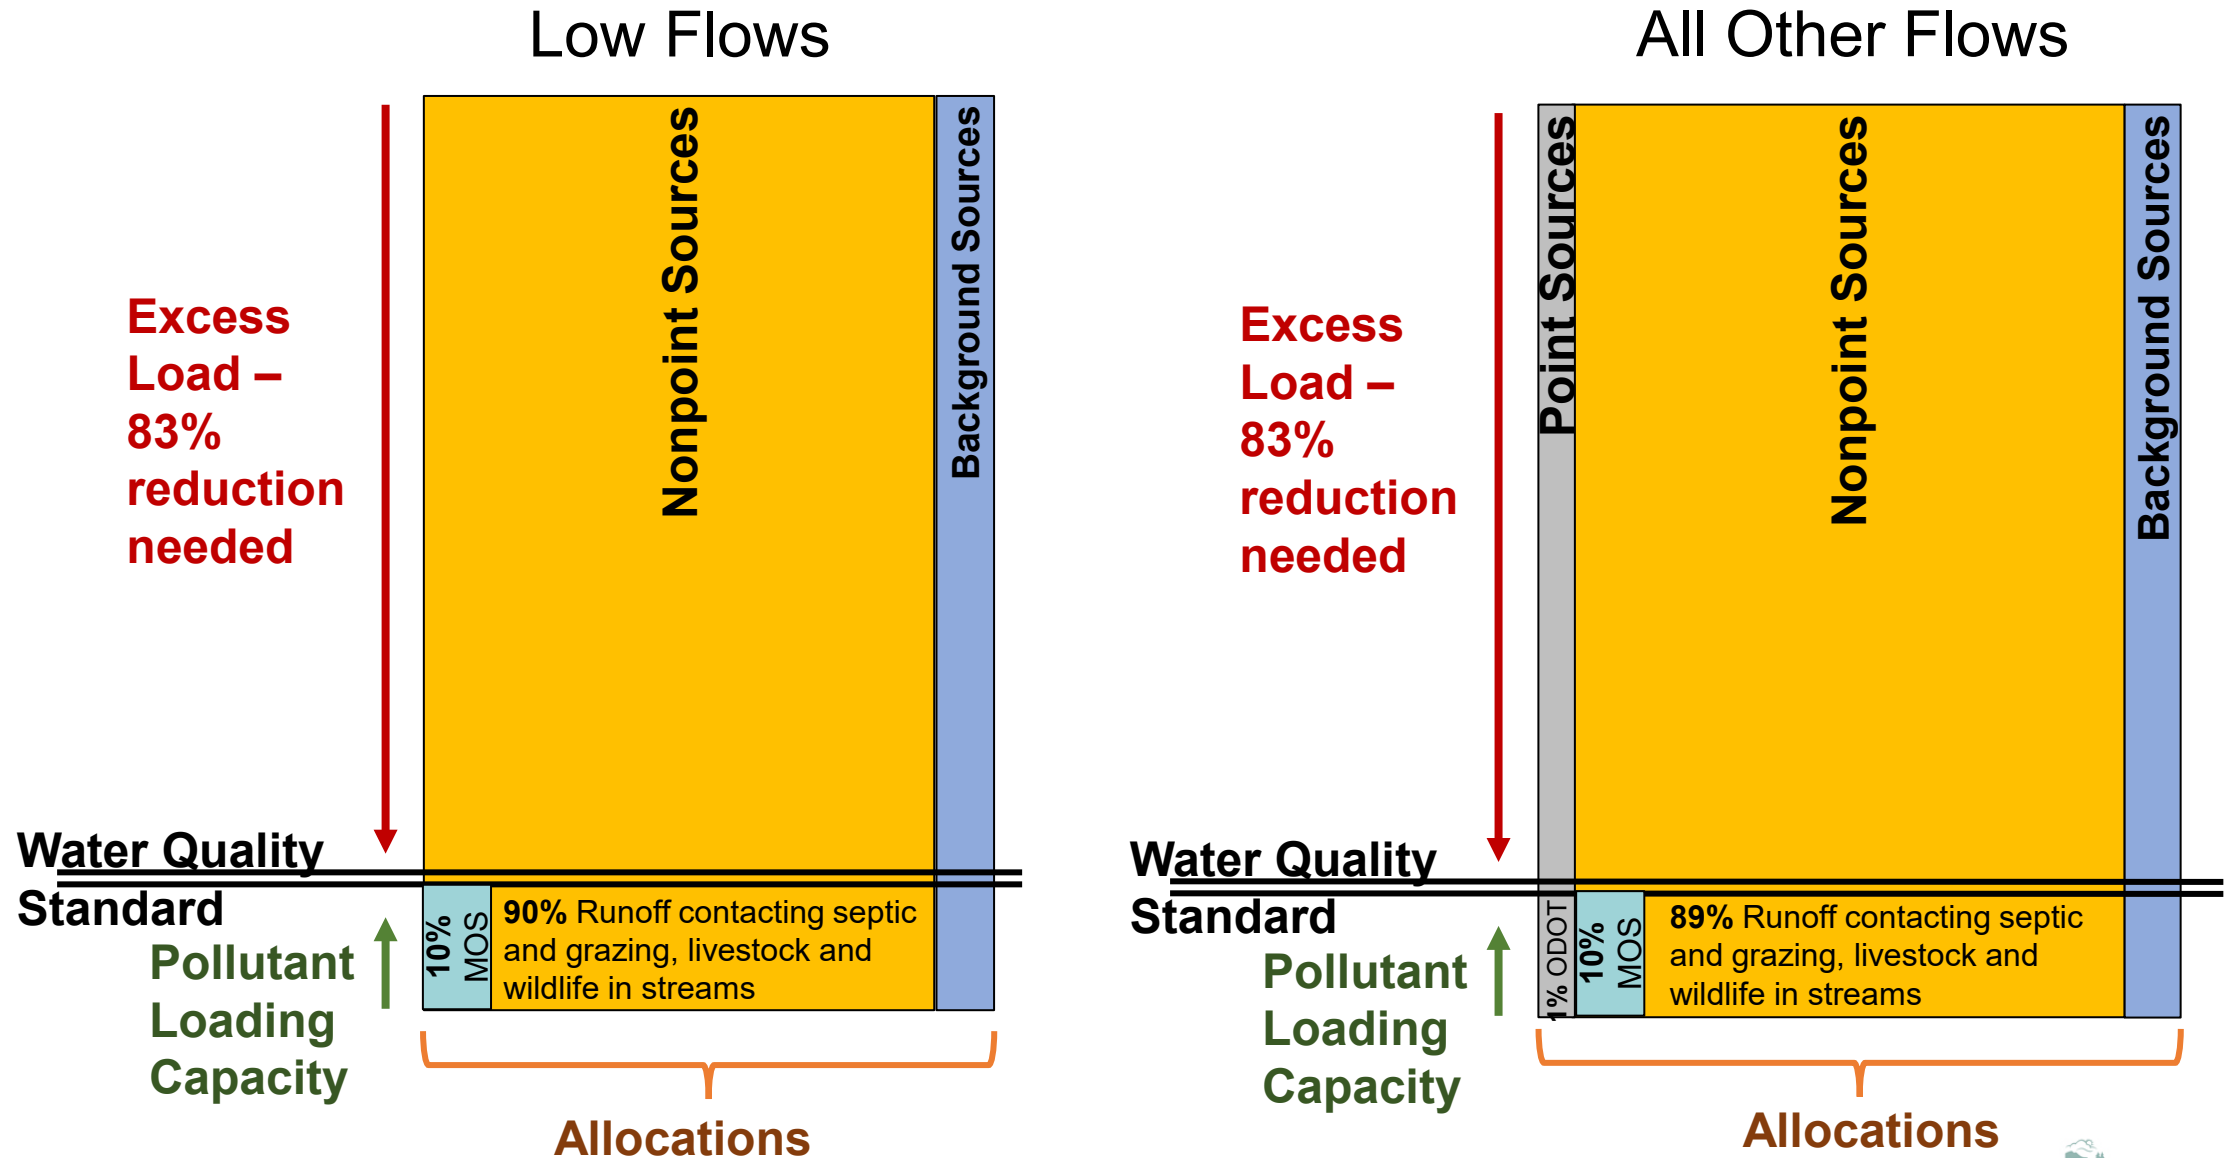 Low Flows
Nonpoint Sources
Background Sources
Excess
Load –
83%
reduction
needed
Water Quality
Standard
Pollutant
Loading
Capacity
10%
MOS
90% Runoff contacting septic
and grazing, livestock and
wildlife in streams
Allocations
All Other Flows
Point Sources
Nonpoint Sources
Background Sources
Excess
Load –
83%
reduction
needed
Water Quality
Standard
Pollutant
Loading
Capacity
1% ODOT
10%
MOS
89% Runoff contacting septic
and grazing, livestock and
wildlife in streams
Allocations